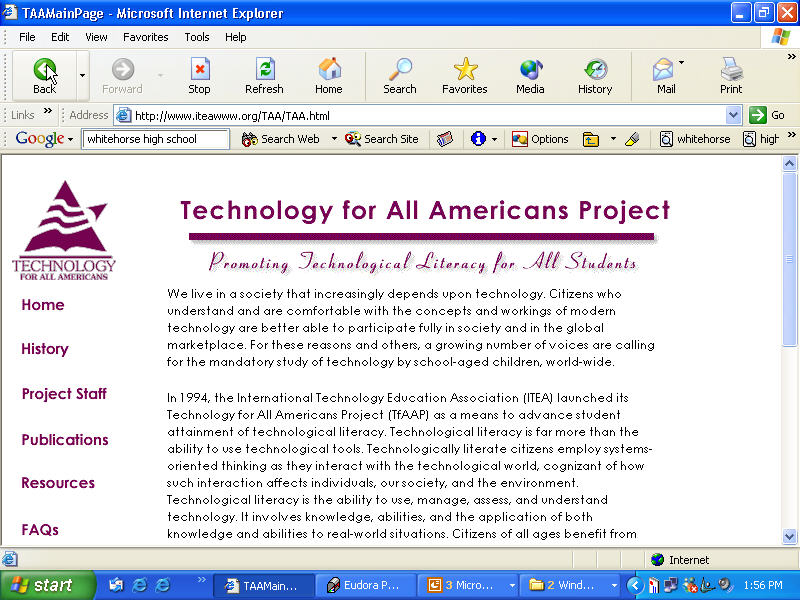 TAAMainPage - Microsoft Internet Explorer
File Edit View Favorites Tools Help
Back Forward Stop Refresh Home Search Favorites Media History Mail Print
Links » Address http://www.iteawww.org/TAA/TAA.html Go
Google whitehorse high school Search Web Search Site Options whitehorse high »
TECHNOLOGY
FOR ALL AMERICANS
Technology for All Americans Project
Promoting Technological Literacy for All Students
Home
History
Project Staff
Publications
Resources
FAQs
We live in a society that increasingly depends upon technology. Citizens who
understand and are comfortable with the concepts and workings of modern
technology are better able to participate fully in society and in the global
marketplace. For these reasons and others, a growing number of voices are calling
for the mandatory study of technology by school-aged children, world-wide.
In 1994, the International Technology Education Association (ITEA) launched its
Technology for All Americans Project (TfAAP) as a means to advance student
attainment of technological literacy. Technological literacy is far more than the
ability to use technological tools. Technologically literate citizens employ systems-
oriented thinking as they interact with the technological world, cognizant of how
such interaction affects individuals, our society, and the environment.
Technological literacy is the ability to use, manage, assess, and understand
technology. It involves knowledge, abilities, and the application of both
knowledge and abilities to real-world situations. Citizens of all ages benefit from
Internet
start » TAAMain... Eudora P... 3 Micro... 2 Wind... 1:56 PM